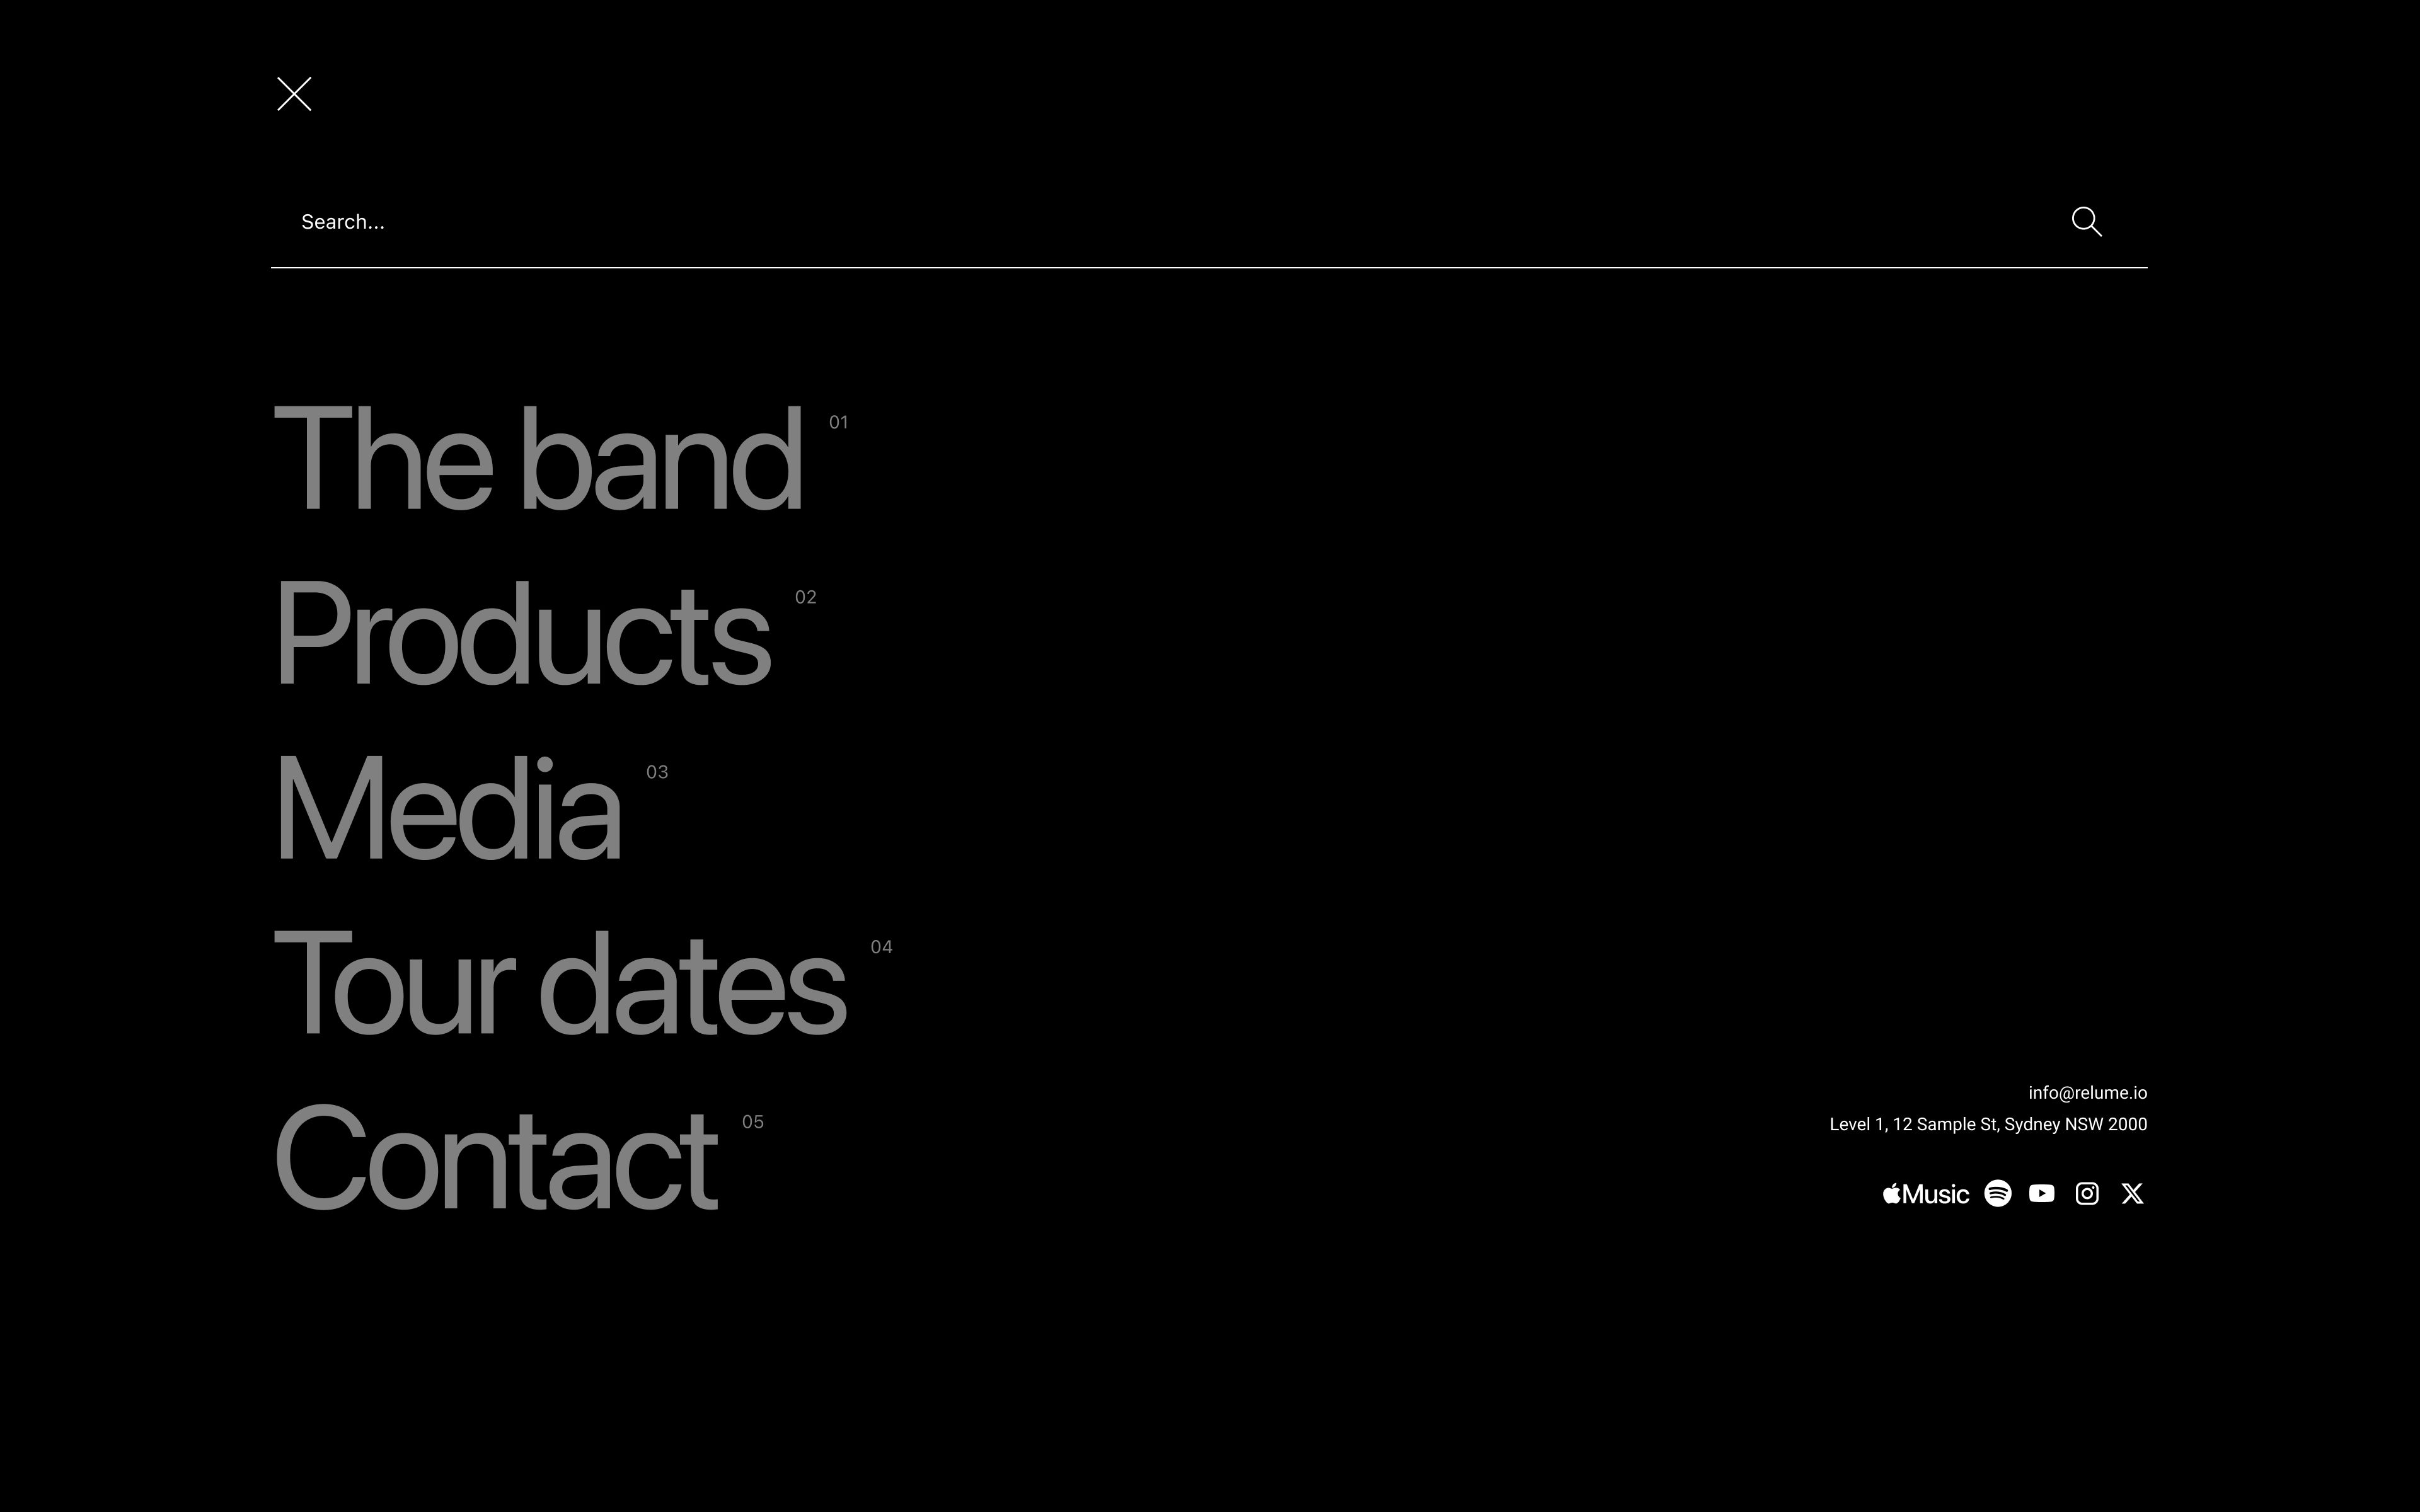 Search...
The band 01
Products 02
Media 03
Tour dates 04
Contact 05
info@relume.io
Level 1, 12 Sample St, Sydney NSW 2000
Music